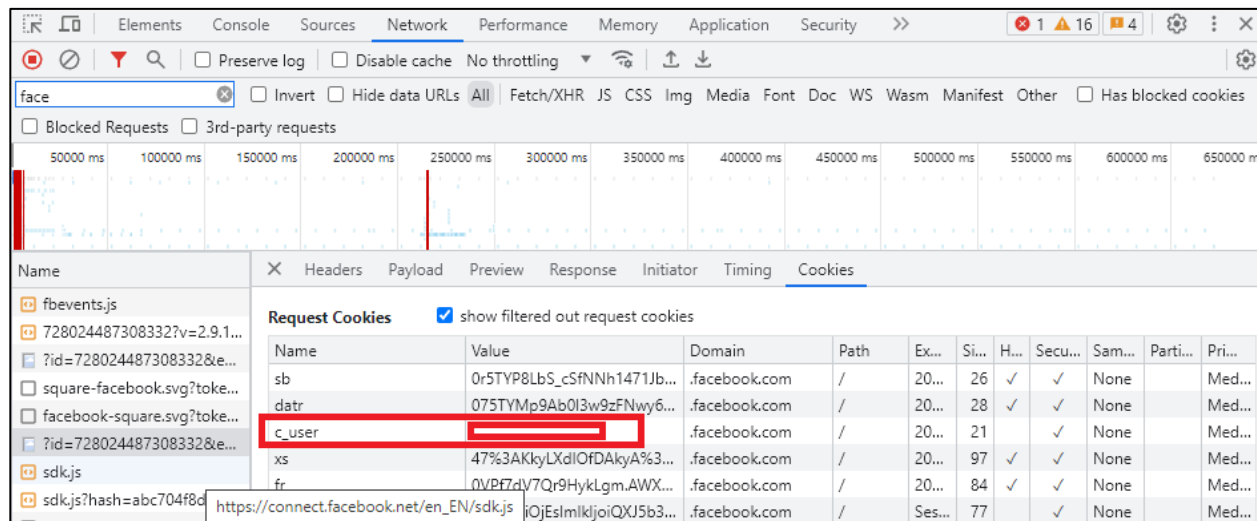 Elements Console Sources Network Performance Memory Application Security >> 1 16 4
Preserve log Disable cache No throttling
face Invert Hide data URLs All Fetch/XHR JS CSS Img Media Font Doc WS Wasm Manifest Other Has blocked cookies
Blocked Requests 3rd-party requests
50000 ms 100000 ms 150000 ms 200000 ms 250000 ms 300000 ms 350000 ms 400000 ms 450000 ms 500000 ms 550000 ms 600000 ms 650000 m
Name Headers Payload Preview Response Initiator Timing Cookies
fbevents.js
728024487308332?v=2.9.1...
?id=728024487308332&e...
square-facebook.svg?toke...
facebook-square.svg?toke...
?id=728024487308332&e...
sdk.js
sdk.js?hash=abc704f8d
https://connect.facebook.net/en_EN/sdk.js
Request Cookies show filtered out request cookies
Name Value Domain Path Ex... Si... H... Secu... Sam... Parti... Pri...
sb 0r5TYP8LbS_cSfNNh1471Jb... .facebook.com / 20... 26 ✓ ✓ None Med...
datr 075TYMp9Ab0I3w9zFNwy6... .facebook.com / 20... 28 ✓ ✓ None Med...
c_user .facebook.com / 20... 21 ✓ None Med...
xs 47%3AKkyLXdIOfDAkyA%3... .facebook.com / 20... 97 ✓ ✓ None Med...
fr 0VPf7dV7Qr9HykLgm.AWX... .facebook.com / 20... 84 ✓ ✓ None Med...
.facebook.com / Ses... 77 ✓ None Med...